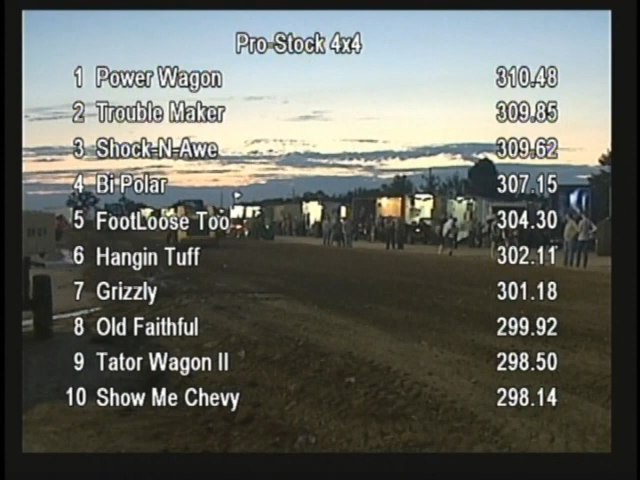 Pro-Stock 4x4
1 Power Wagon 310.48
2 Trouble Maker 309.85
3 Shock-N-Awe 309.62
4 Bi Polar 307.15
5 FootLoose Too 304.30
6 Hangin Tuff 302.11
7 Grizzly 301.18
8 Old Faithful 299.92
9 Tator Wagon II 298.50
10 Show Me Chevy 298.14